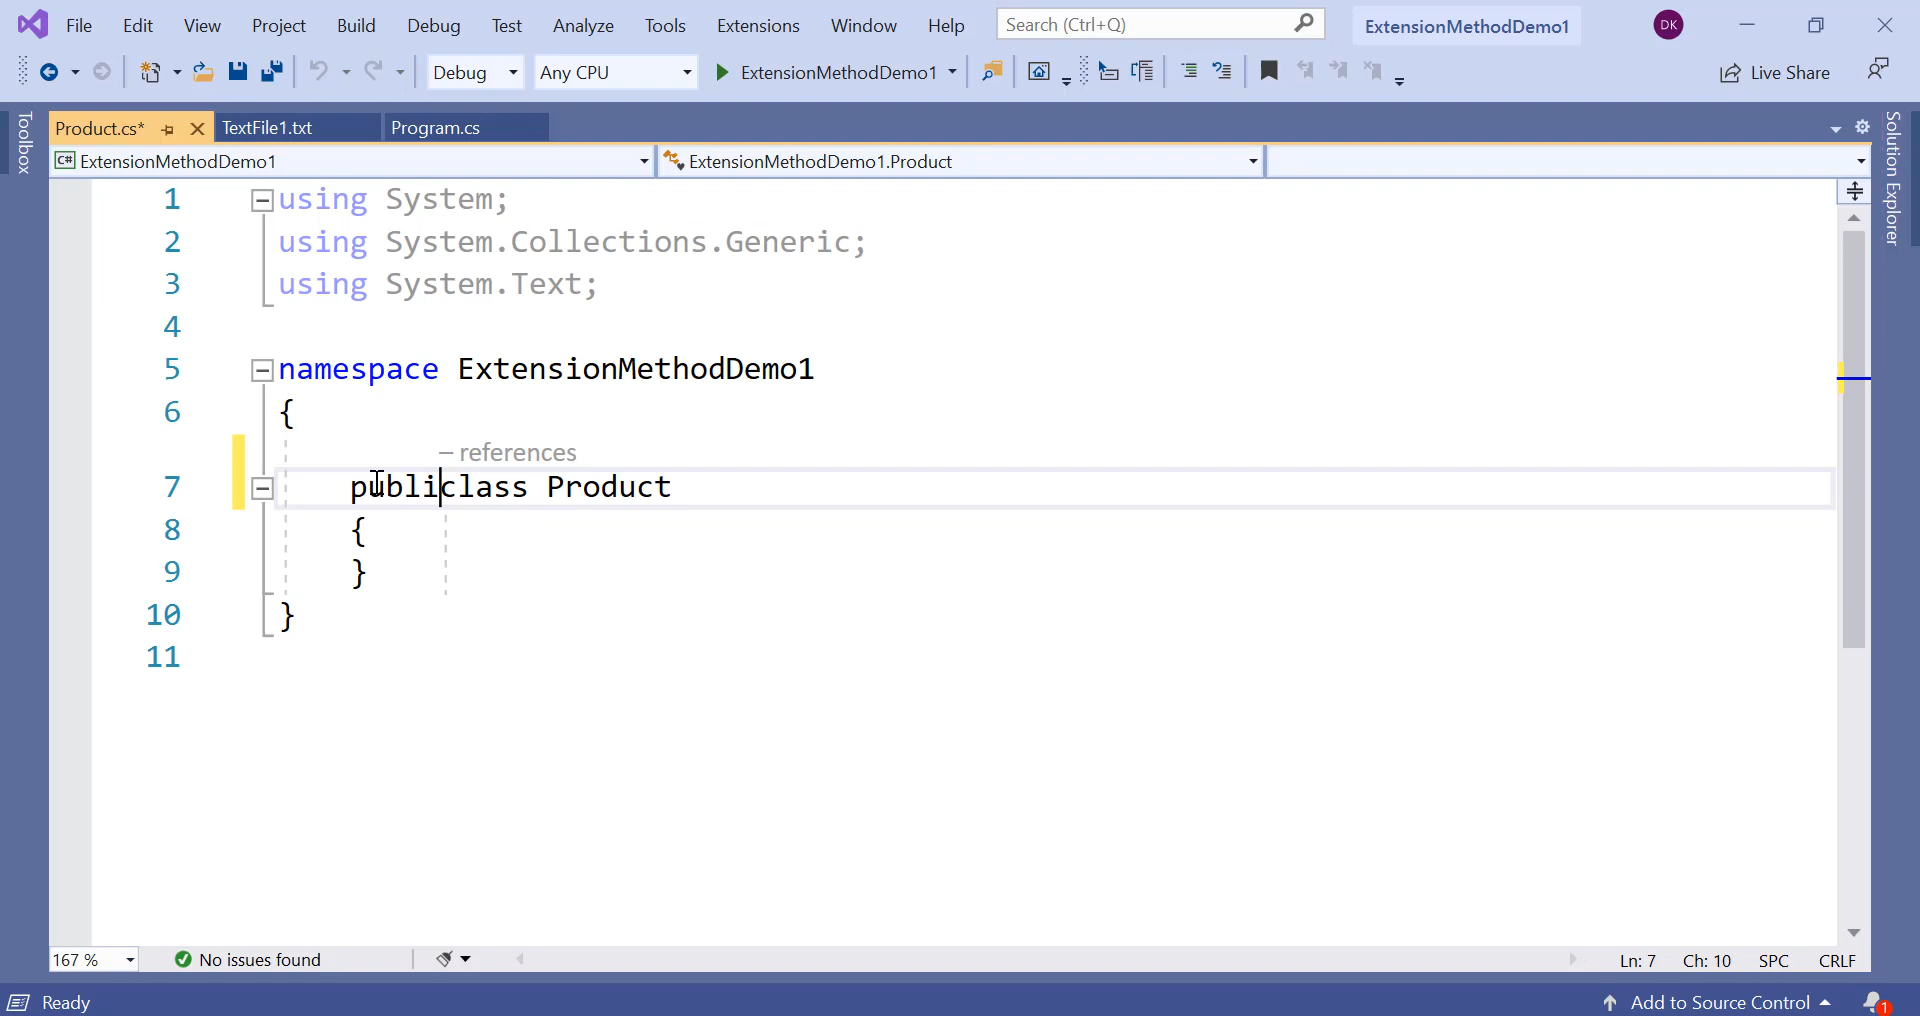 File Edit View Project Build Debug Test Analyze Tools Extensions Window Help Search (Ctrl+Q) ExtensionMethodDemo1 DK
Debug Any CPU ExtensionMethodDemo1 Live Share
Toolbox
Product.cs* TextFile1.txt Program.cs
Solution Explorer
C# ExtensionMethodDemo1 ExtensionMethodDemo1.Product
1 using System;
2 using System.Collections.Generic;
3 using System.Text;
4
5 namespace ExtensionMethodDemo1
6 {
– references
7 publiclass Product
8 {
9 }
10 }
11
167 % No issues found Ln: 7 Ch: 10 SPC CRLF
Ready Add to Source Control 1